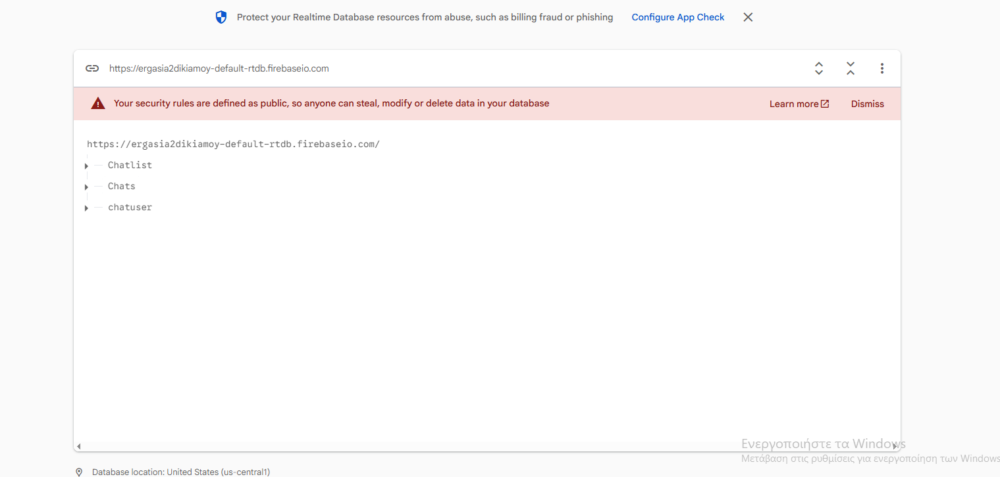 Protect your Realtime Database resources from abuse, such as billing fraud or phishing Configure App Check
https://ergasia2dikiamoy-default-rtdb.firebaseio.com
Your security rules are defined as public, so anyone can steal, modify or delete data in your database Learn more Dismiss
https://ergasia2dikiamoy-default-rtdb.firebaseio.com/
Chatlist
Chats
chatuser
Ενεργοποιήστε τα Windows
Μετάβαση στις ρυθμίσεις για ενεργοποίηση των Windows
Database location: United States (us-central1)